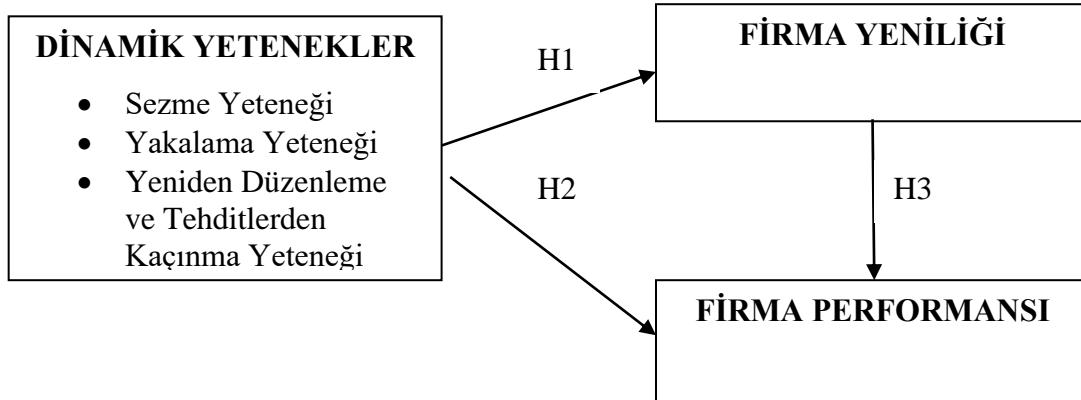 DİNAMİK YETENEKLER
• Sezme Yeteneği
• Yakalama Yeteneği
• Yeniden Düzenleme
ve Tehditlerden
Kaçınma Yeteneği
H1
H2
FİRMA YENİLİĞİ
H3
FİRMA PERFORMANSI